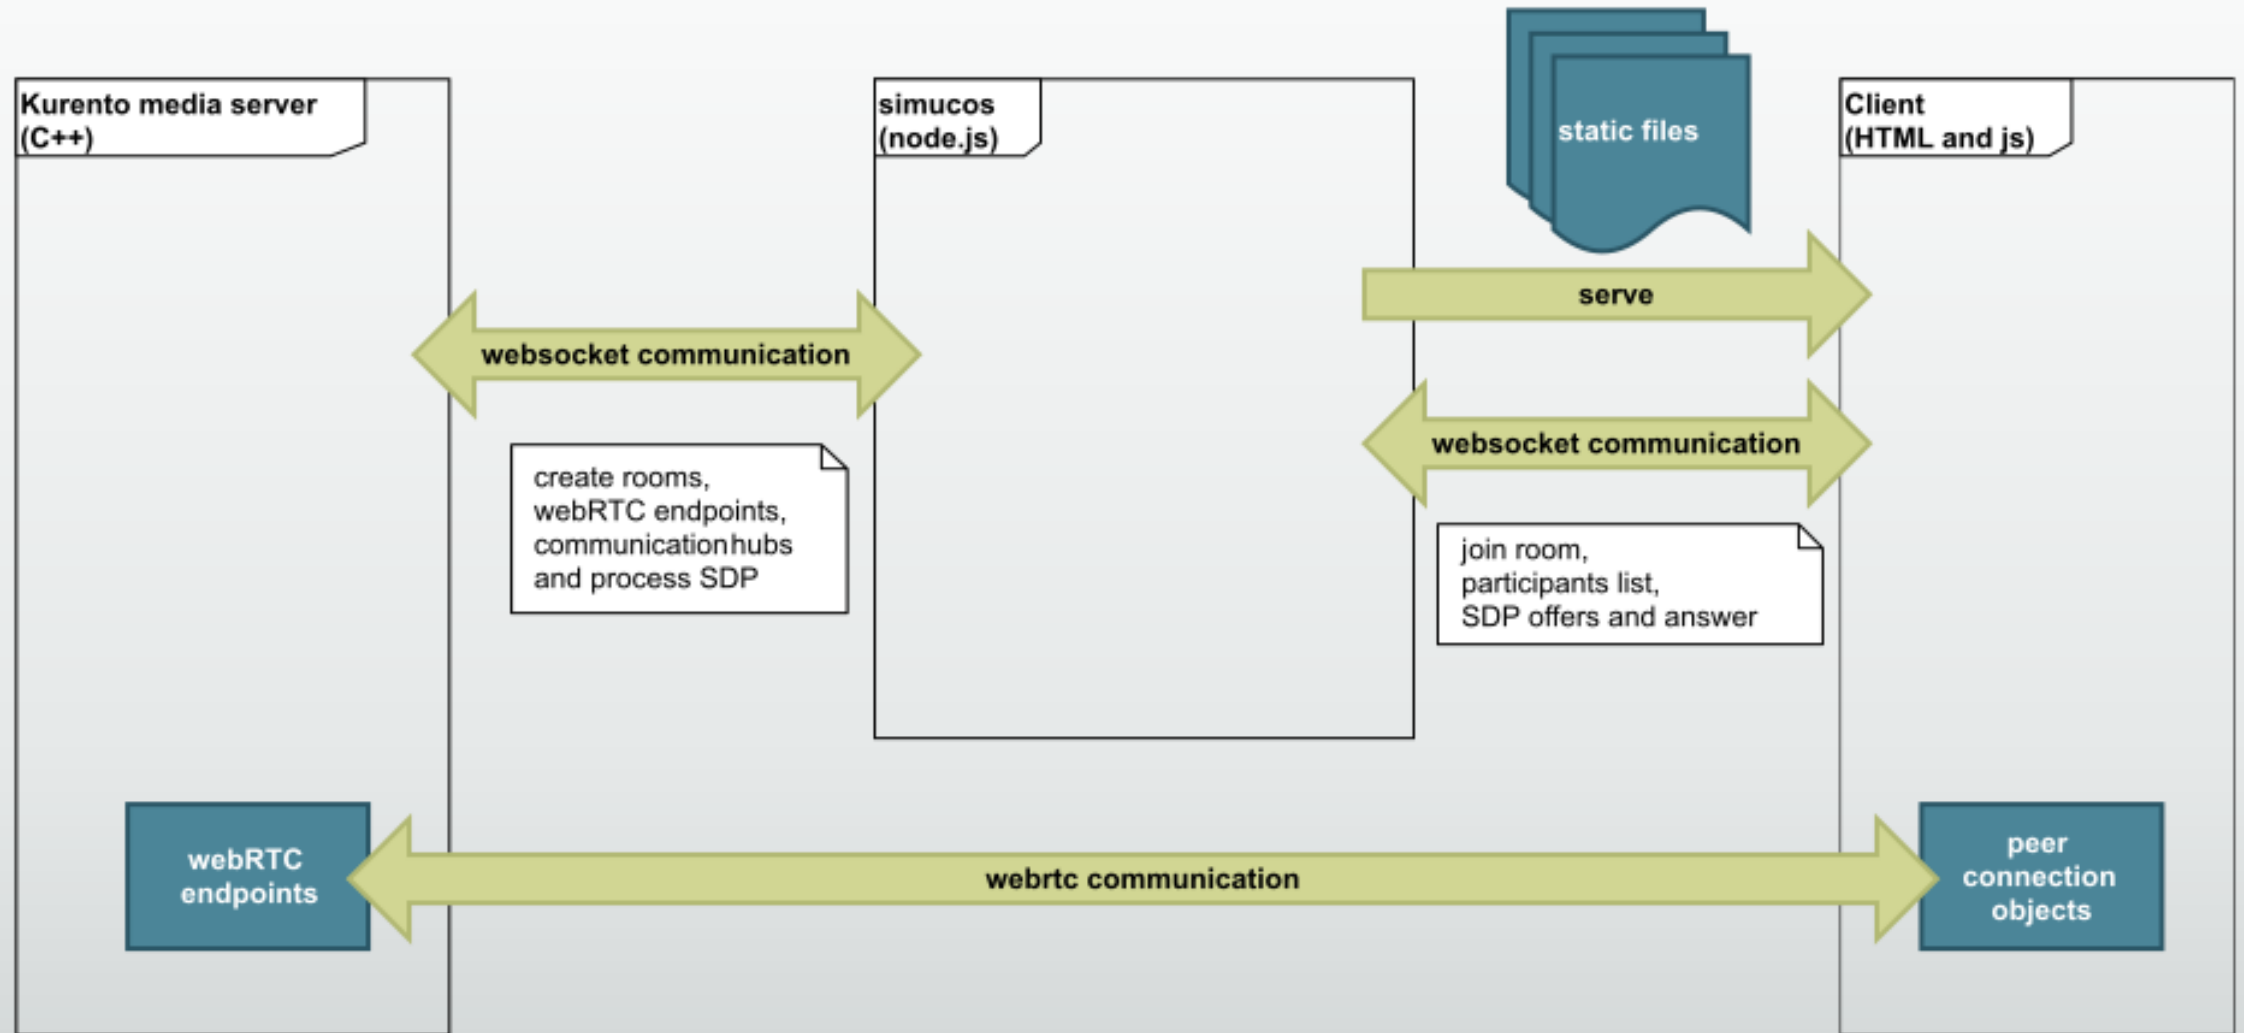 Kurento media server
(C++)
simucos
(node.js)
static files
Client
(HTML and js)
serve
websocket communication
websocket communication
create rooms,
webRTC endpoints,
communication hubs
and process SDP
join room,
participants list,
SDP offers and answer
webRTC
endpoints
webrtc communication
peer
connection
objects